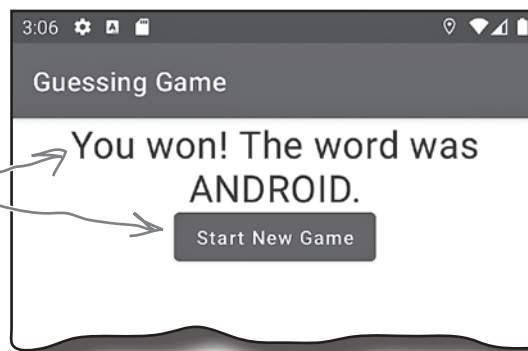 3:06
Guessing Game
You won! The word was
ANDROID.
Start New Game